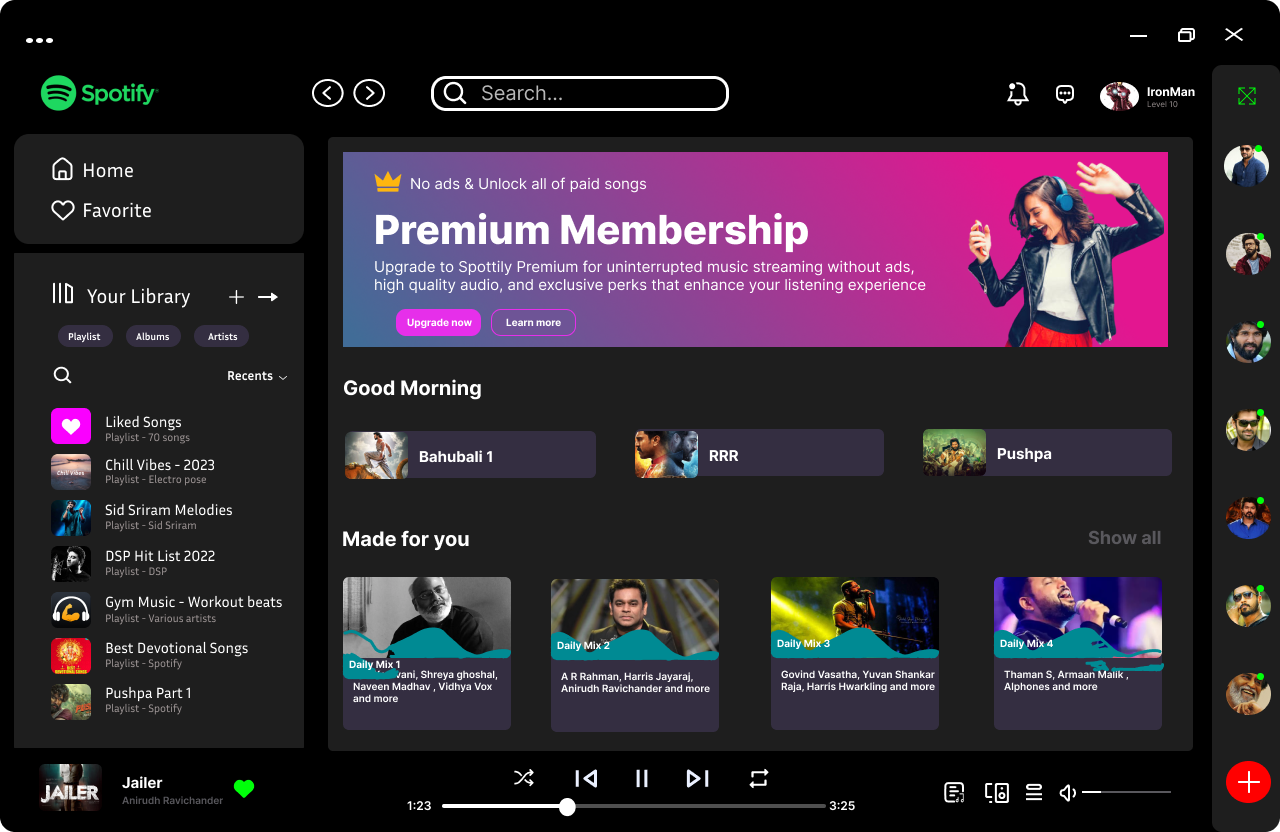 Spotify
Search...
IronMan
Level 10
Home
Favorite
Your Library
Playlist
Albums
Artists
Recents
Liked Songs
Playlist - 70 songs
Chill Vibes
Chill Vibes - 2023
Playlist - Electro pose
Sid Sriram Melodies
Playlist - Sid Sriram
DSP Hit List 2022
Playlist - DSP
Gym Music - Workout beats
Playlist - Various artists
BEST
DEVOTIONAL SONGS
Best Devotional Songs
Playlist - Spotify
Pushpa Part 1
Playlist - Spotify
No ads & Unlock all of paid songs
Premium Membership
Upgrade to Spottily Premium for uninterrupted music streaming without ads,
high quality audio, and exclusive perks that enhance your listening experience
Upgrade now
Learn more
Good Morning
Bahubali 1
RRR
Pushpa
Made for you
Show all
Daily Mix 1
vani, Shreya ghoshal,
Naveen Madhav , Vidhya Vox
and more
Daily Mix 2
A R Rahman, Harris Jayaraj,
Anirudh Ravichander and more
Daily Mix 3
Govind Vasatha, Yuvan Shankar
Raja, Harris Hwarkling and more
Daily Mix 4
Thaman S, Armaan Malik ,
Alphones and more
JAILER
Jailer
Anirudh Ravichander
1:23
3:25